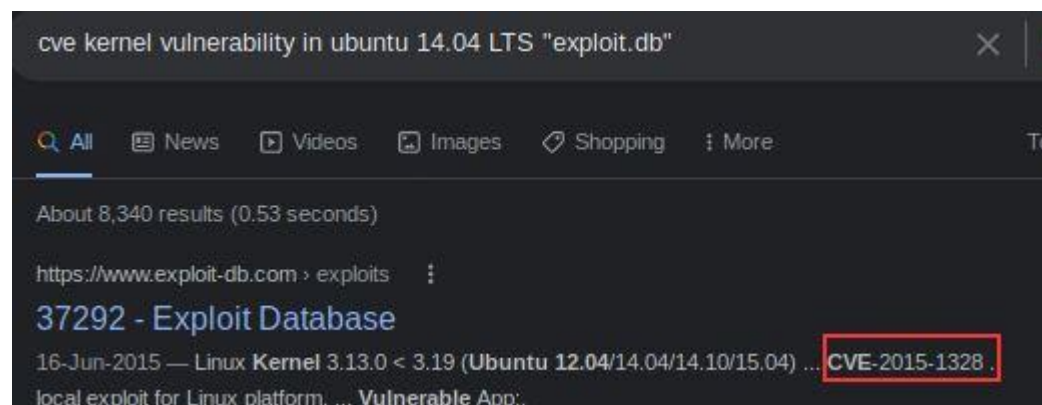 cve kernel vulnerability in ubuntu 14.04 LTS "exploit.db"
All News Videos Images Shopping More
About 8,340 results (0.53 seconds)
https://www.exploit-db.com › exploits
37292 - Exploit Database
16-Jun-2015 — Linux Kernel 3.13.0 < 3.19 (Ubuntu 12.04/14.04/14.10/15.04) ... CVE-2015-1328 .
local exploit for Linux platform. ... Vulnerable App:.